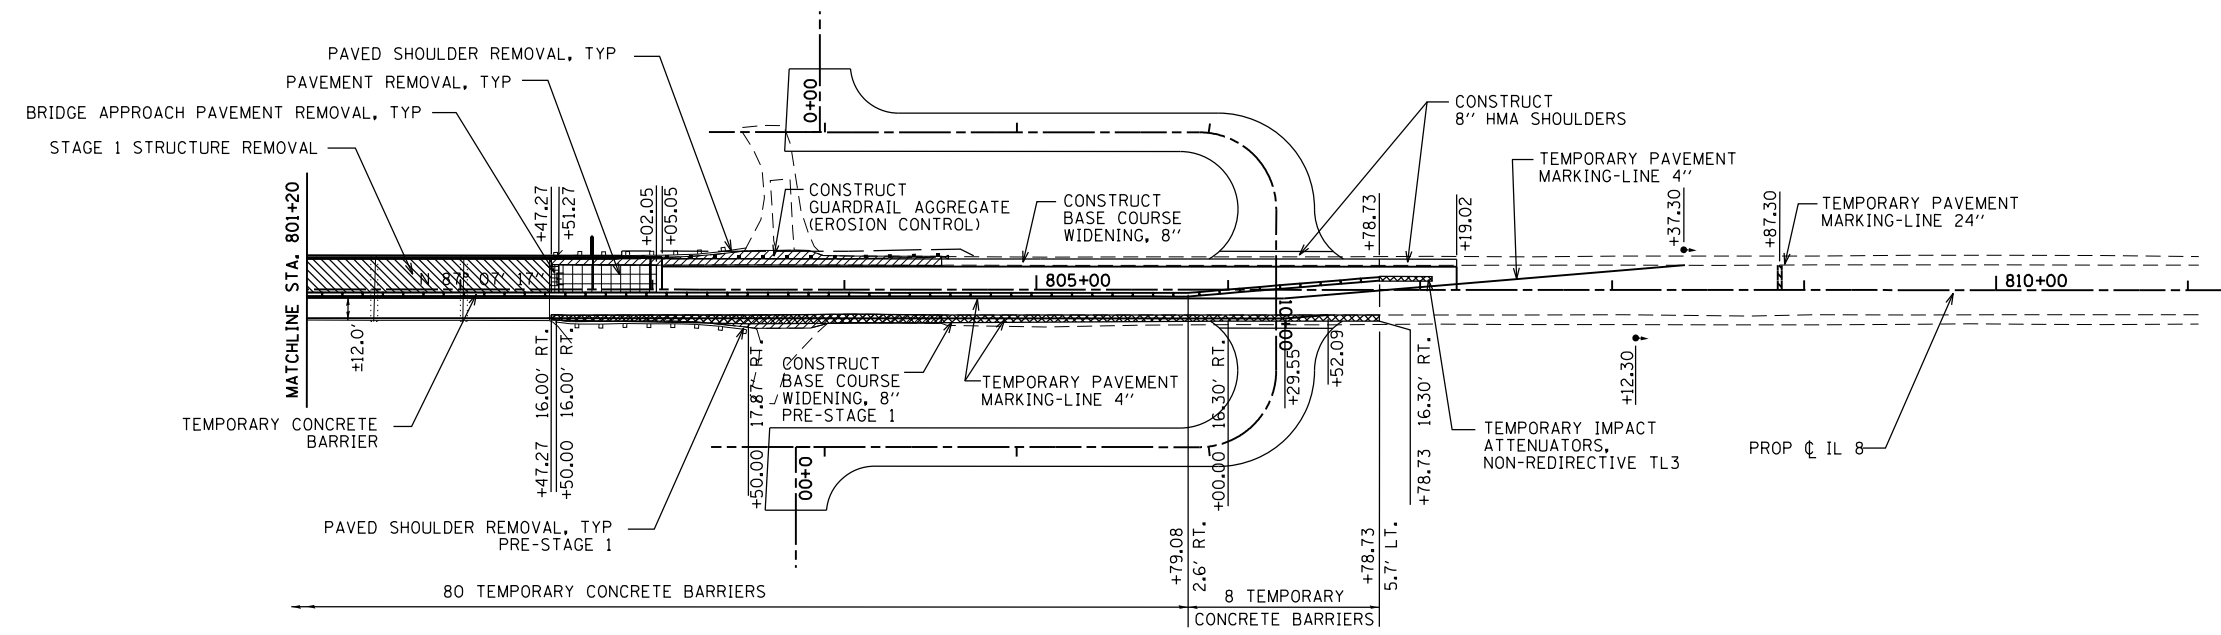 PAVED SHOULDER REMOVAL, TYP
PAVEMENT REMOVAL, TYP
BRIDGE APPROACH PAVEMENT REMOVAL, TYP
STAGE 1 STRUCTURE REMOVAL
MATCHLINE STA. 801+20
+47.27
+51.27
+02.05
+05.05
0+00
CONSTRUCT
GUARDRAIL AGGREGATE
(EROSION CONTROL)
CONSTRUCT
BASE COURSE
WIDENING, 8"
CONSTRUCT
8" HMA SHOULDERS
TEMPORARY PAVEMENT
MARKING-LINE 4"
+78.73
+19.02
+37.30
+87.30
TEMPORARY PAVEMENT
MARKING-LINE 24"
N 87° 07' 17"
805+00
810+00
±12.0'
TEMPORARY CONCRETE
BARRIER
+47.27 16.00' RT.
+50.00 16.00' RT.
+50.00 17.87' RT.
CONSTRUCT
BASE COURSE
WIDENING, 8"
PRE-STAGE 1
TEMPORARY PAVEMENT
MARKING-LINE 4"
+00.00 16.30' RT.
10+00
+29.55
+52.09
+78.73 16.30' RT.
+12.30
TEMPORARY IMPACT
ATTENUATORS,
NON-REDIRECTIVE TL3
PROP ℄ IL 8
0+00
PAVED SHOULDER REMOVAL, TYP
PRE-STAGE 1
+79.08
2.6' RT.
+78.73
5.7' LT.
80 TEMPORARY CONCRETE BARRIERS
8 TEMPORARY
CONCRETE BARRIERS